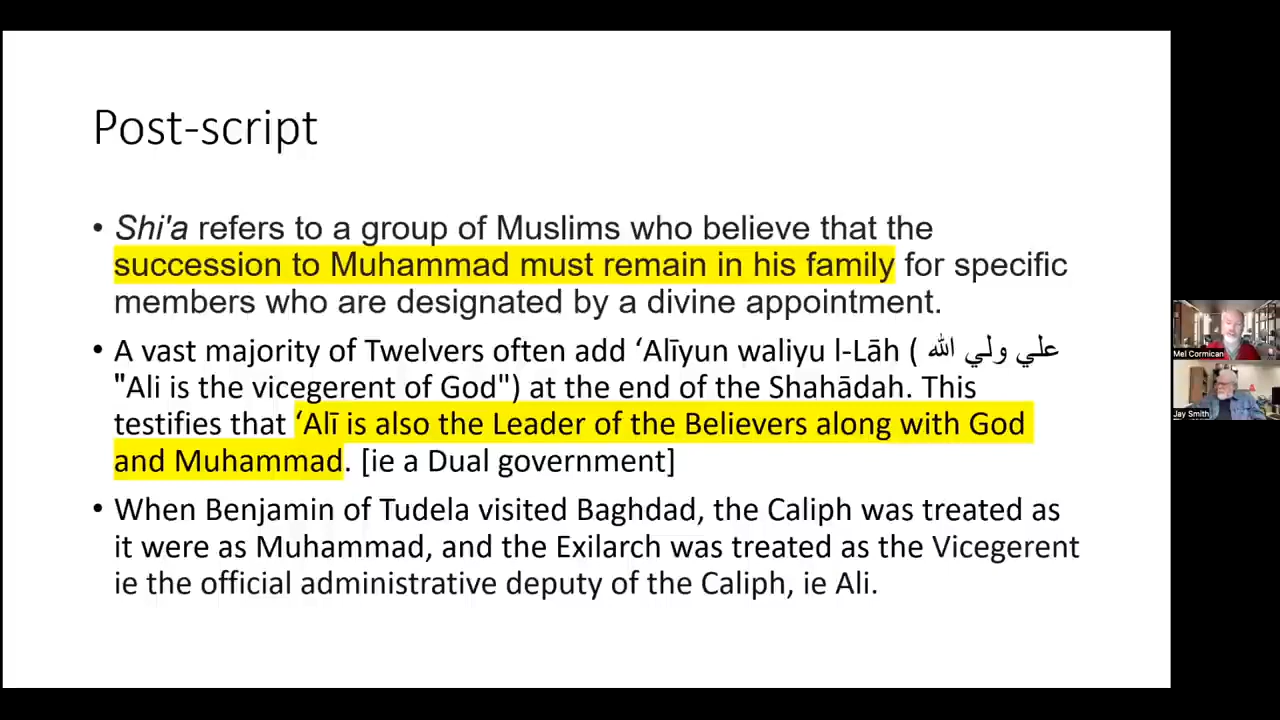 Post-script
• Shi'a refers to a group of Muslims who believe that the
succession to Muhammad must remain in his family for specific
members who are designated by a divine appointment.
• A vast majority of Twelvers often add ‘Alīyun waliyu l-Lāh ( علي ولي الله
"Ali is the vicegerent of God") at the end of the Shahādah. This
testifies that ‘Alī is also the Leader of the Believers along with God
and Muhammad. [ie a Dual government]
• When Benjamin of Tudela visited Baghdad, the Caliph was treated as
it were as Muhammad, and the Exilarch was treated as the Vicegerent
ie the official administrative deputy of the Caliph, ie Ali.
Mel Cormican
Jay Smith